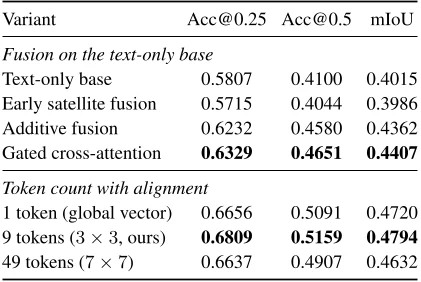 Variant Acc@0.25 Acc@0.5 mIoU
Fusion on the text-only base
Text-only base 0.5807 0.4100 0.4015
Early satellite fusion 0.5715 0.4044 0.3986
Additive fusion 0.6232 0.4580 0.4362
Gated cross-attention 0.6329 0.4651 0.4407
Token count with alignment
1 token (global vector) 0.6656 0.5091 0.4720
9 tokens (3 × 3, ours) 0.6809 0.5159 0.4794
49 tokens (7 × 7) 0.6637 0.4907 0.4632